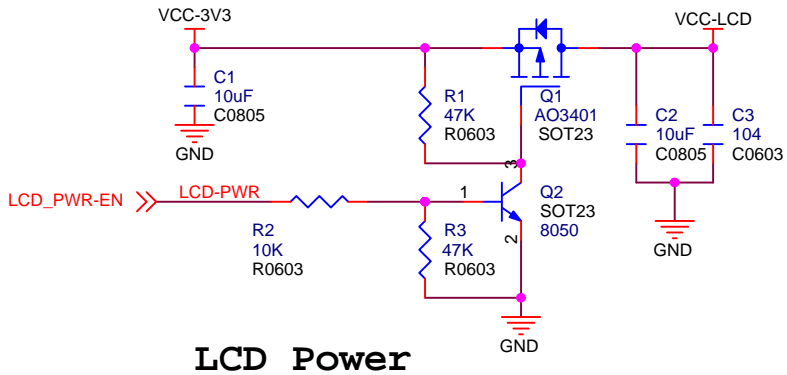 VCC-3V3
VCC-LCD
C1
10uF
C0805
GND
R1
47K
R0603
Q1
AO3401
SOT23
C2
10uF
C0805
C3
104
C0603
GND
3
LCD_PWR-EN
LCD-PWR
1
Q2
SOT23
8050
2
R2
10K
R0603
R3
47K
R0603
GND
LCD Power